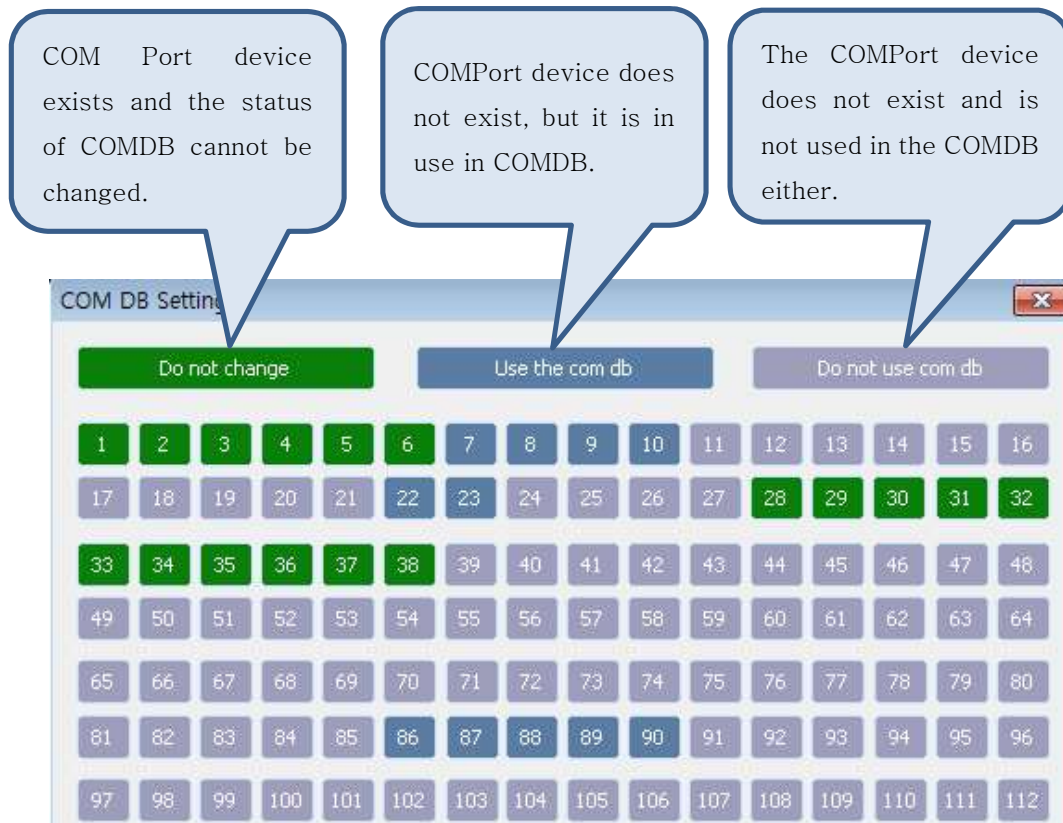 COM Port device
exists and the status
of COMDB cannot be
changed.
COMPort device does
not exist, but it is in
use in COMDB.
The COMPort device
does not exist and is
not used in the COMDB
either.
COM DB Setting
Do not change Use the com db Do not use com db
1 2 3 4 5 6 7 8 9 10 11 12 13 14 15 16
17 18 19 20 21 22 23 24 25 26 27 28 29 30 31 32
33 34 35 36 37 38 39 40 41 42 43 44 45 46 47 48
49 50 51 52 53 54 55 56 57 58 59 60 61 62 63 64
65 66 67 68 69 70 71 72 73 74 75 76 77 78 79 80
81 82 83 84 85 86 87 88 89 90 91 92 93 94 95 96
97 98 99 100 101 102 103 104 105 106 107 108 109 110 111 112